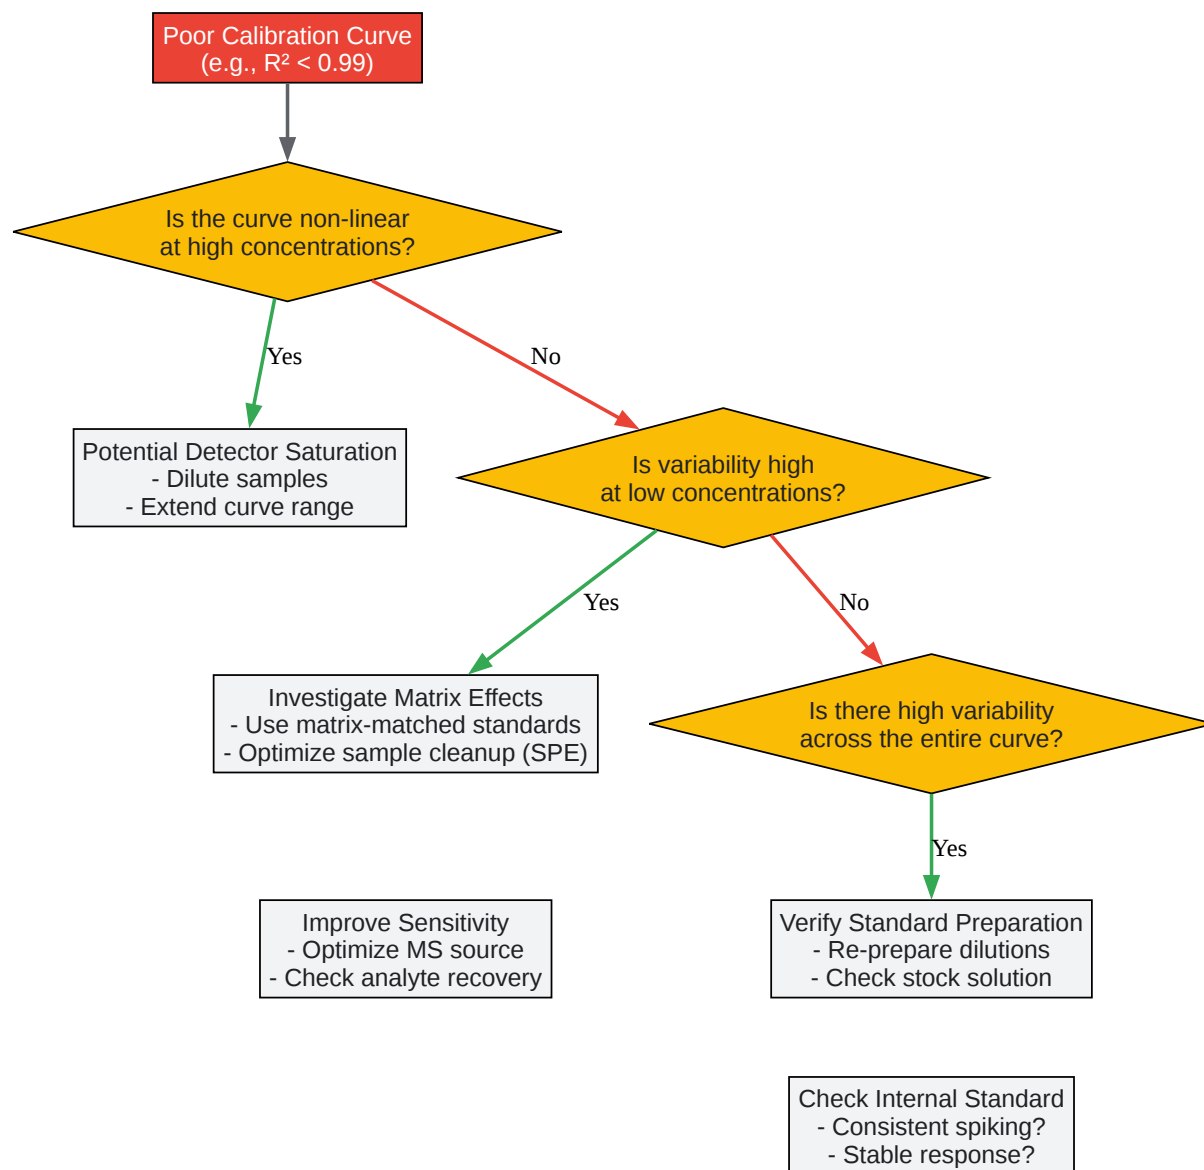 Poor Calibration Curve
(e.g., R² < 0.99)
Is the curve non-linear
at high concentrations?
Yes
No
Potential Detector Saturation
- Dilute samples
- Extend curve range
Is variability high
at low concentrations?
Yes
No
Investigate Matrix Effects
- Use matrix-matched standards
- Optimize sample cleanup (SPE)
Is there high variability
across the entire curve?
Yes
Improve Sensitivity
- Optimize MS source
- Check analyte recovery
Verify Standard Preparation
- Re-prepare dilutions
- Check stock solution
Check Internal Standard
- Consistent spiking?
- Stable response?